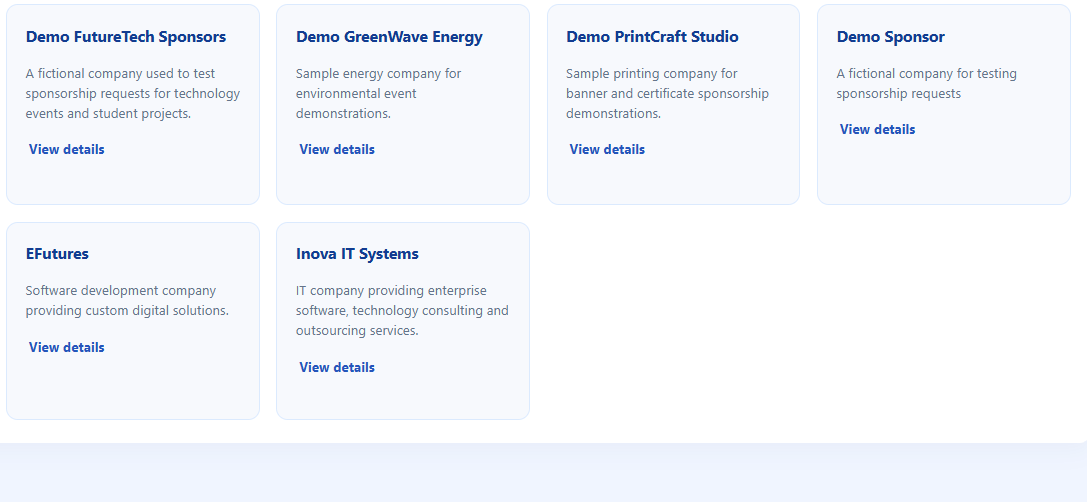 Demo FutureTech Sponsors
A fictional company used to test
sponsorship requests for technology
events and student projects.
View details
Demo GreenWave Energy
Sample energy company for
environmental event
demonstrations.
View details
Demo PrintCraft Studio
Sample printing company for
banner and certificate sponsorship
demonstrations.
View details
Demo Sponsor
A fictional company for testing
sponsorship requests
View details
EFutures
Software development company
providing custom digital solutions.
View details
Inova IT Systems
IT company providing enterprise
software, technology consulting and
outsourcing services.
View details